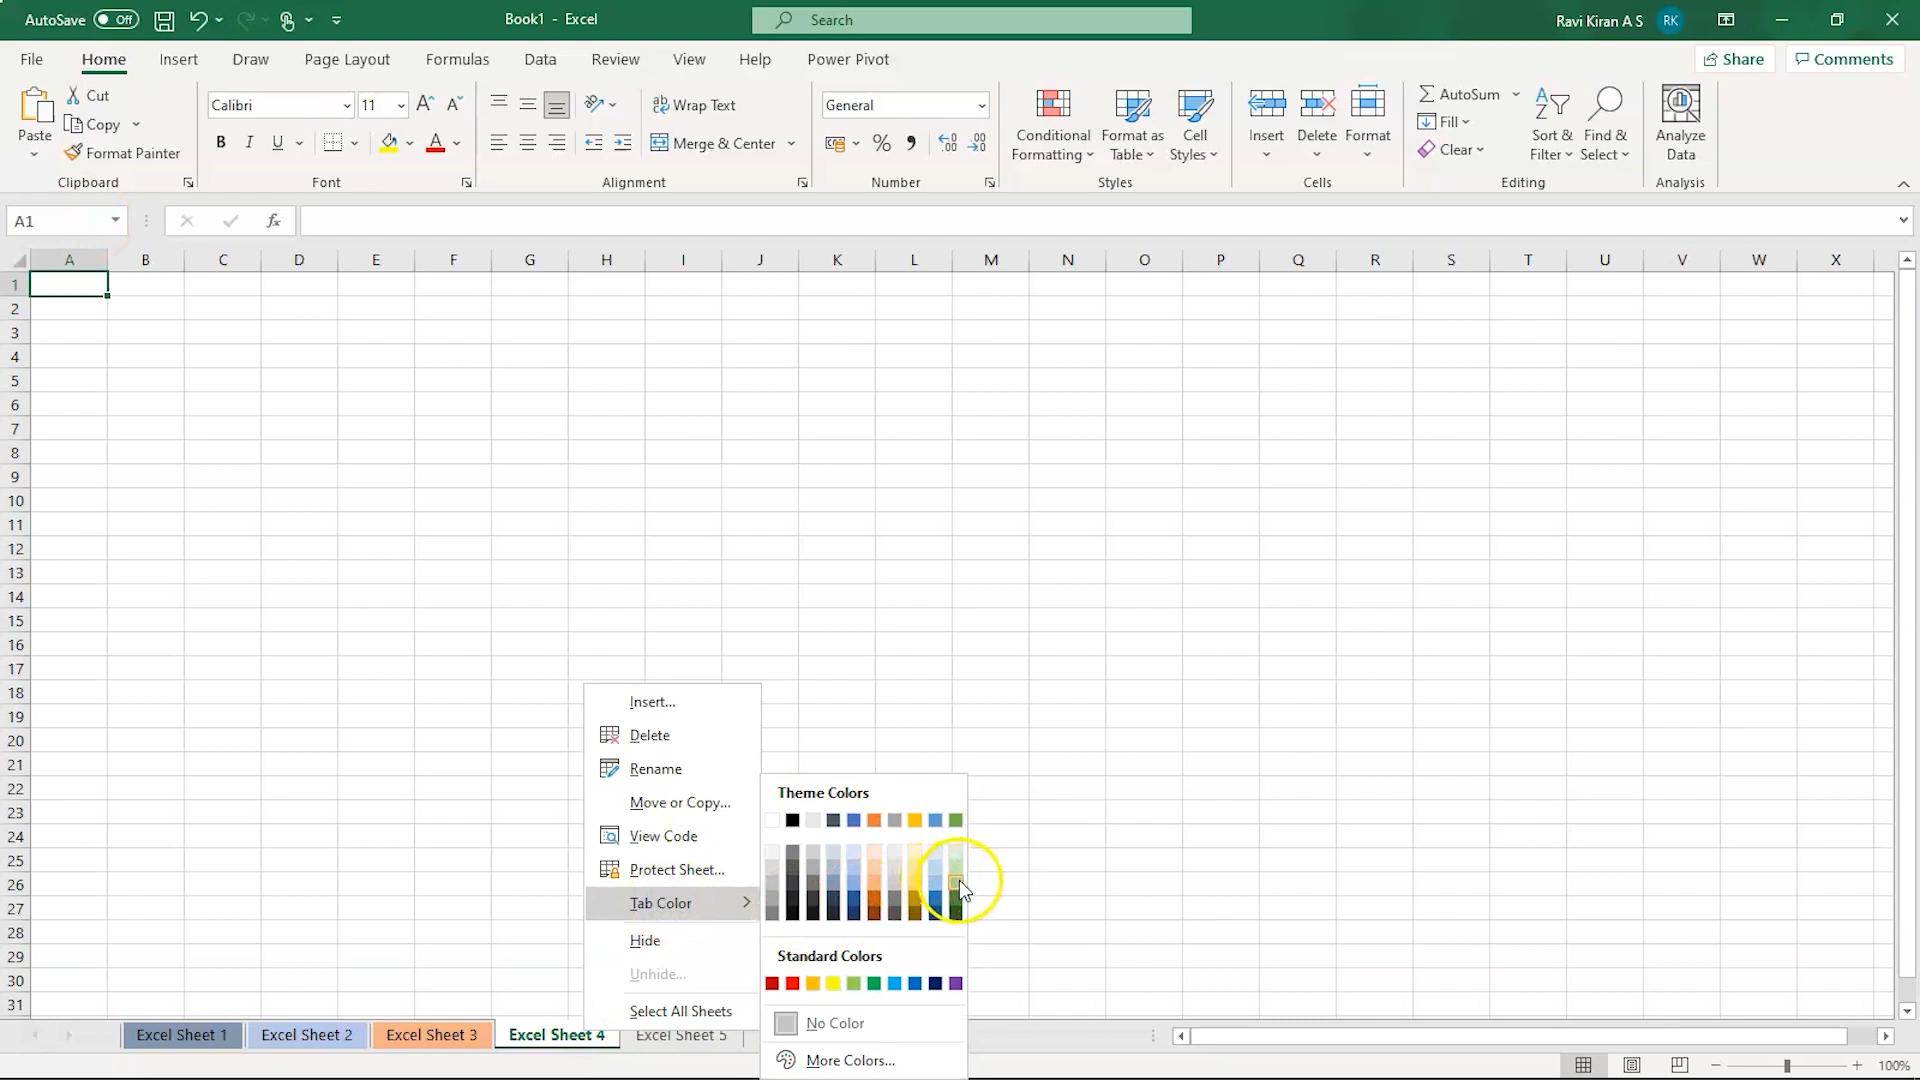 AutoSave Off Book1 - Excel Search Ravi Kiran A S RK
File Home Insert Draw Page Layout Formulas Data Review View Help Power Pivot Share Comments
Paste
Cut
Copy
Format Painter
Clipboard
Calibri 11
B I U A
Font
Wrap Text
Merge & Center
Alignment
General
%
Number
Conditional
Formatting
Format as
Table
Cell
Styles
Styles
Insert
Delete
Format
Cells
AutoSum
Fill
Clear
Sort &
Filter
Find &
Select
Editing
Analyze
Data
Analysis
A1 fx
A B C D E F G H I J K L M N O P Q R S T U V W X
1
2
3
4
5
6
7
8
9
10
11
12
13
14
15
16
17
18
19
20
21
22
23
24
25
26
27
28
29
30
31
Insert...
Delete
Rename
Move or Copy...
View Code
Protect Sheet...
Tab Color
Hide
Unhide...
Select All Sheets
Theme Colors
Standard Colors
No Color
More Colors...
Excel Sheet 1 Excel Sheet 2 Excel Sheet 3 Excel Sheet 4 Excel Sheet 5
100%